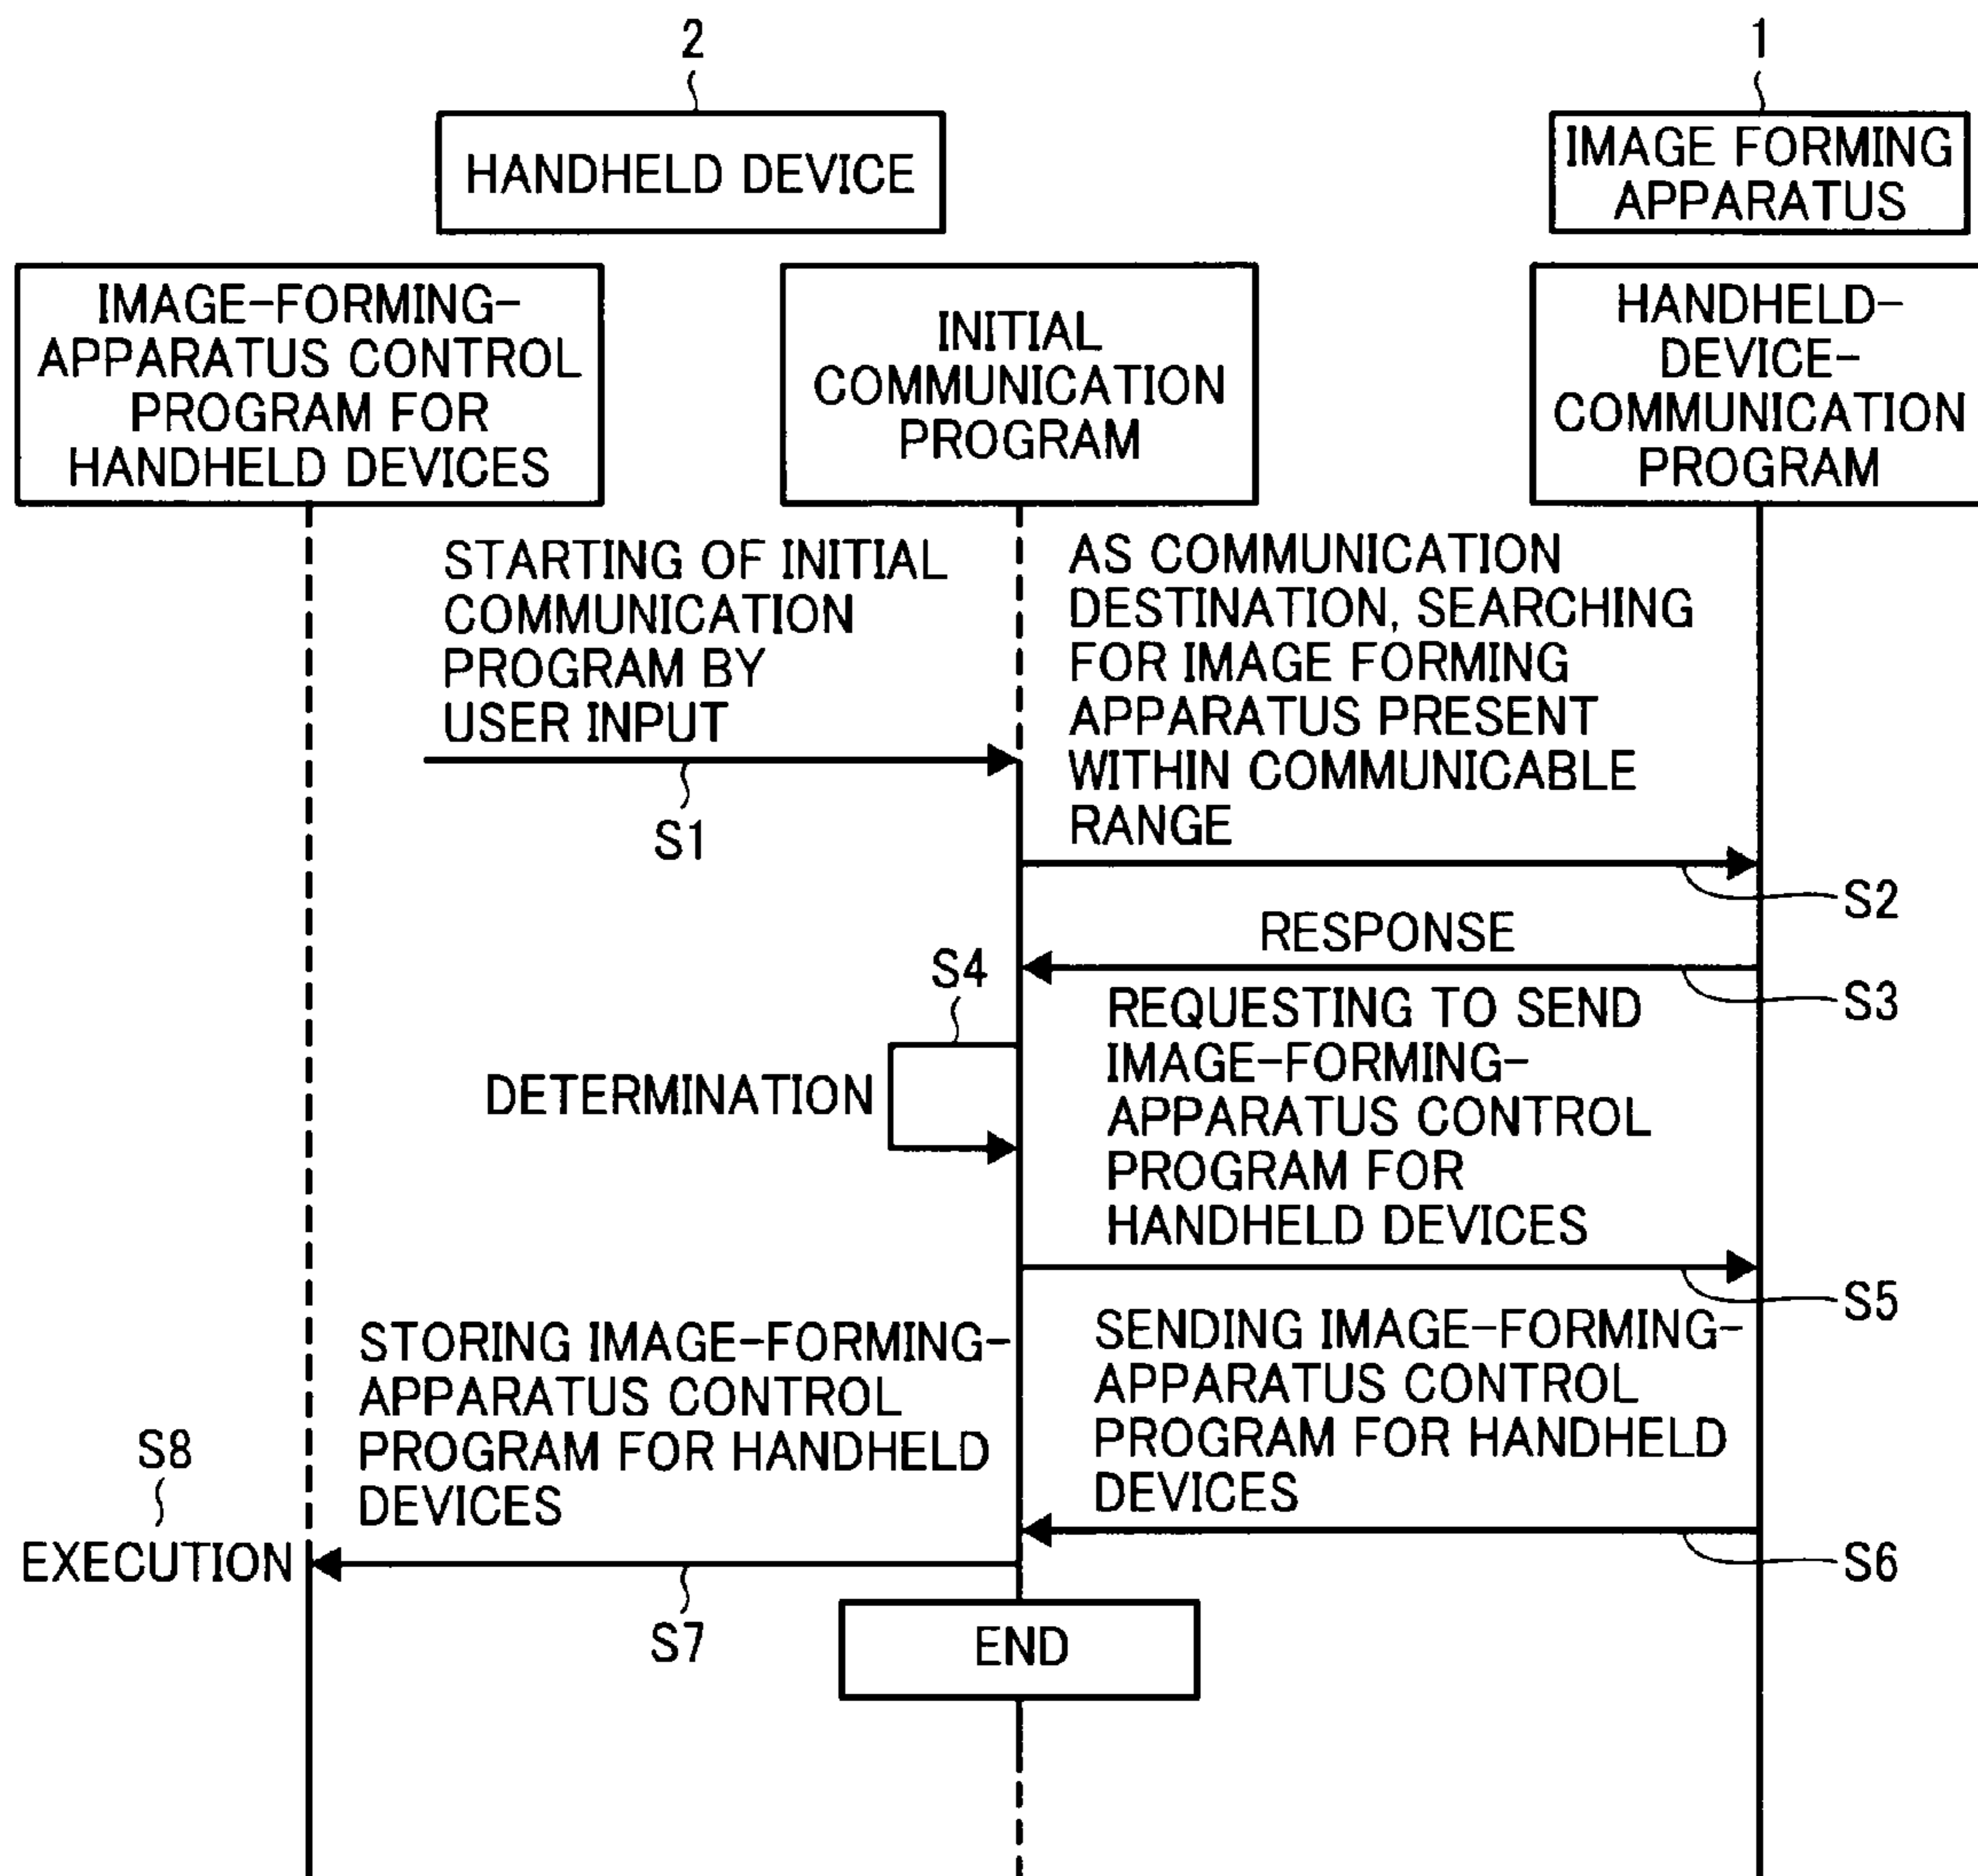 2
1
HANDHELD DEVICE
IMAGE FORMING
APPARATUS
IMAGE-FORMING-
APPARATUS CONTROL
PROGRAM FOR
HANDHELD DEVICES
INITIAL
COMMUNICATION
PROGRAM
HANDHELD-
DEVICE-
COMMUNICATION
PROGRAM
STARTING OF INITIAL
COMMUNICATION
PROGRAM BY
USER INPUT
S1
AS COMMUNICATION
DESTINATION, SEARCHING
FOR IMAGE FORMING
APPARATUS PRESENT
WITHIN COMMUNICABLE
RANGE
S2
RESPONSE
S3
S4
DETERMINATION
REQUESTING TO SEND
IMAGE-FORMING-
APPARATUS CONTROL
PROGRAM FOR
HANDHELD DEVICES
S5
SENDING IMAGE-FORMING-
APPARATUS CONTROL
PROGRAM FOR HANDHELD
DEVICES
S6
STORING IMAGE-FORMING-
APPARATUS CONTROL
PROGRAM FOR HANDHELD
DEVICES
S7
S8
EXECUTION
END